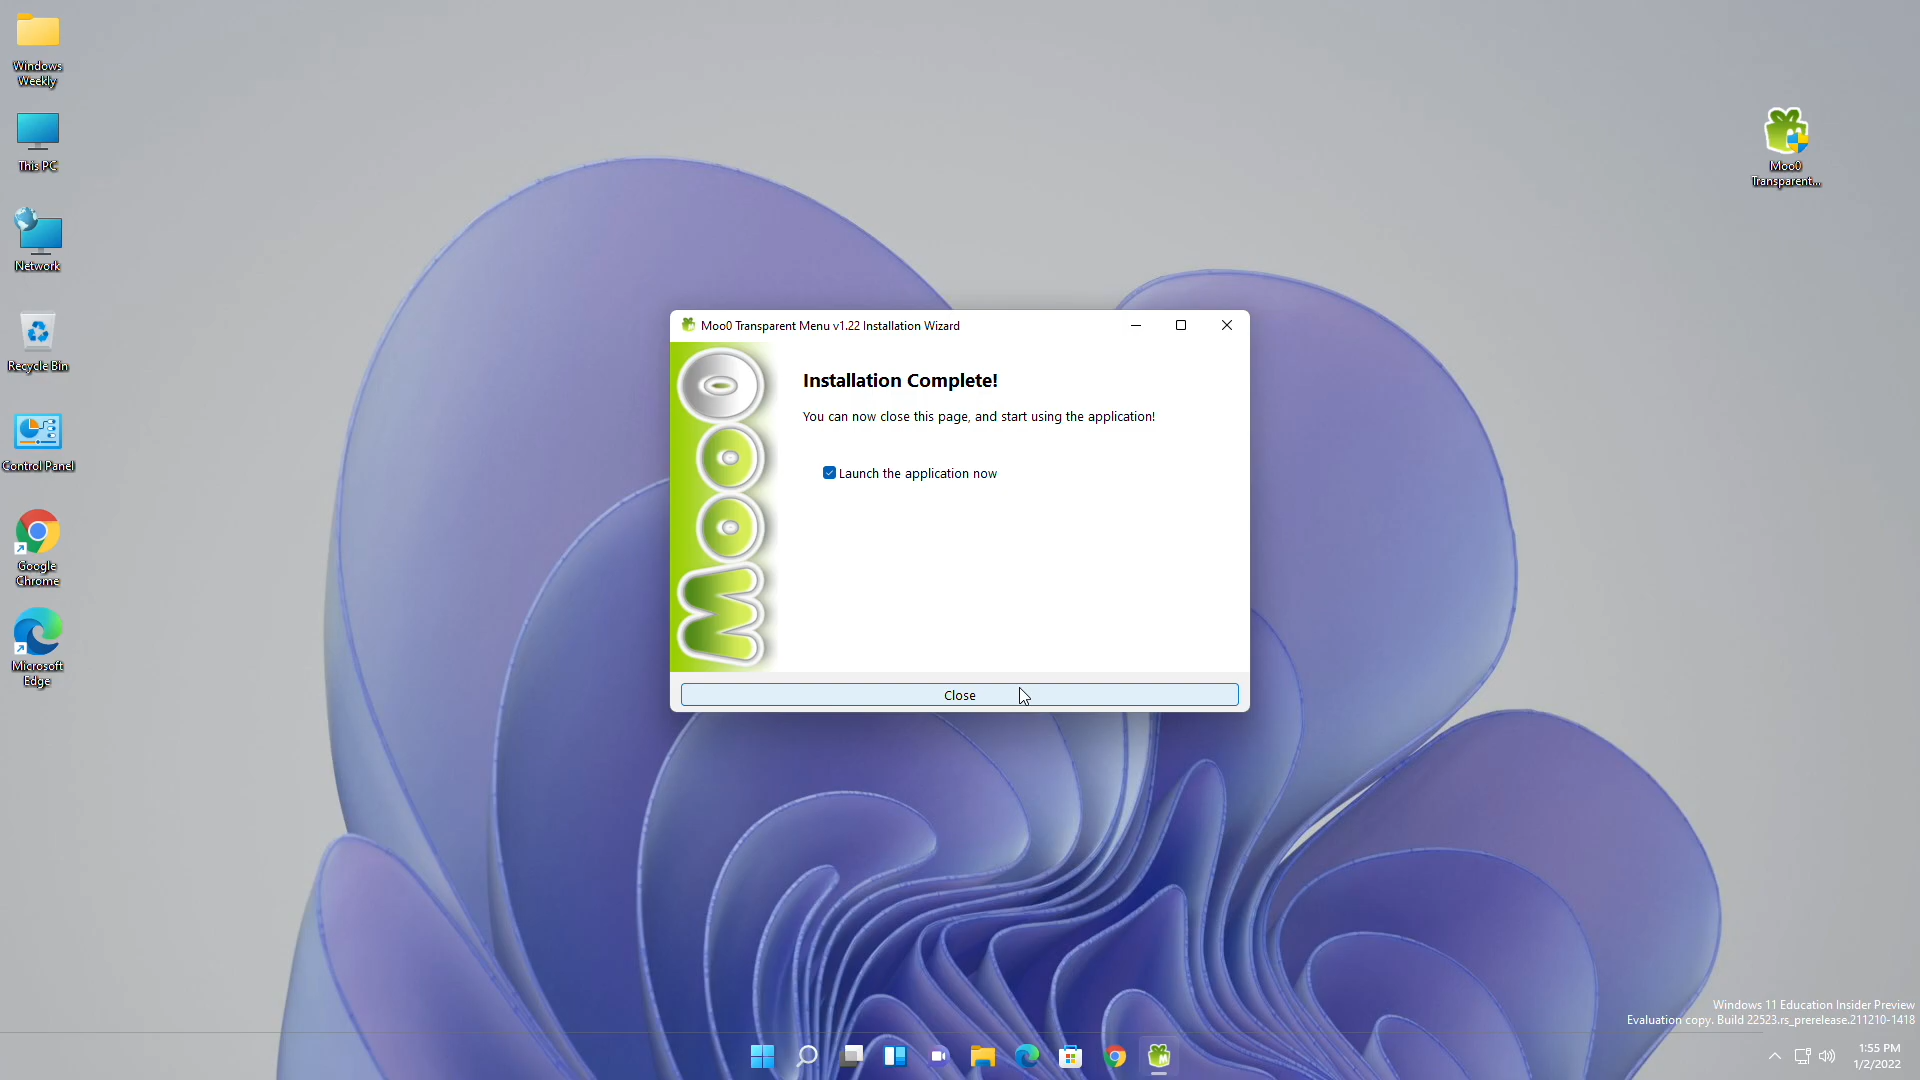 Windows
Weekly
This PC
Network
Recycle Bin
Control Panel
Google
Chrome
Microsoft
Edge
Moo0
Transparent...
Moo0 Transparent Menu v1.22 Installation Wizard
MOOO
Installation Complete!
You can now close this page, and start using the application!
Launch the application now
Close
Windows 11 Education Insider Preview
Evaluation copy. Build 22523.rs_prerelease.211210-1418
1:55 PM
1/2/2022